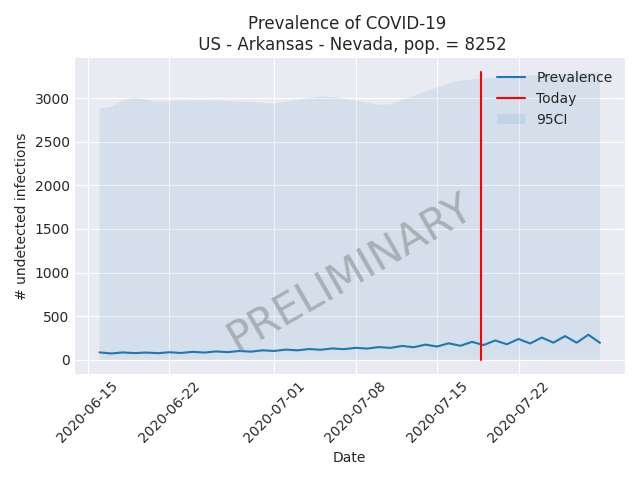 Prevalence of COVID-19
US - Arkansas - Nevada, pop. = 8252
# undetected infections
3000
2500
2000
1500
1000
500
0
Prevalence
Today
95CI
PRELIMINARY
2020-06-15
2020-06-22
2020-07-01
2020-07-08
2020-07-15
2020-07-22
Date